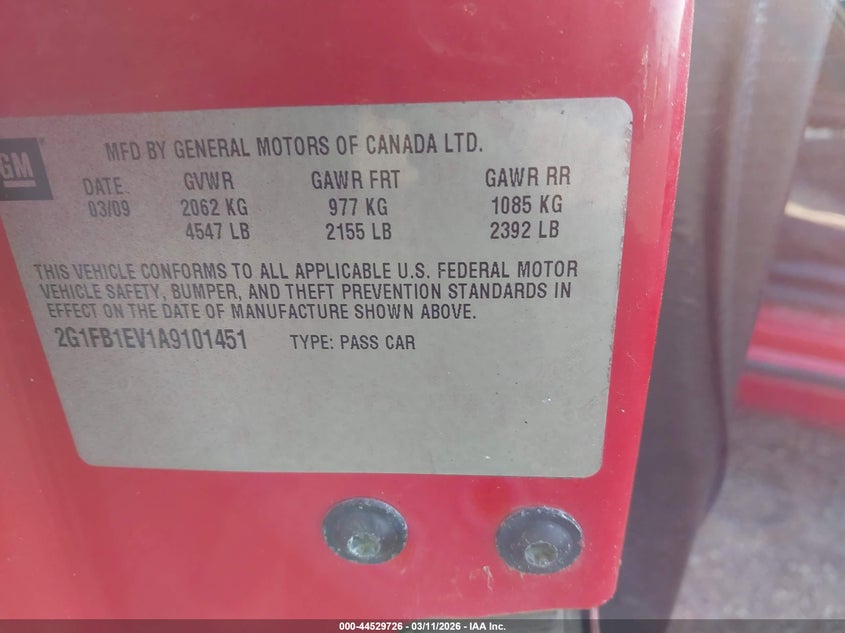 GM
MFD BY GENERAL MOTORS OF CANADA LTD.
DATE GVWR GAWR FRT GAWR RR
03/09 2062 KG 977 KG 1085 KG
4547 LB 2155 LB 2392 LB
THIS VEHICLE CONFORMS TO ALL APPLICABLE U.S. FEDERAL MOTOR
VEHICLE SAFETY, BUMPER, AND THEFT PREVENTION STANDARDS IN
EFFECT ON THE DATE OF MANUFACTURE SHOWN ABOVE.
2G1FB1EV1A9101451 TYPE: PASS CAR
000-44529726 — 03/11/2026 — IAA Inc.